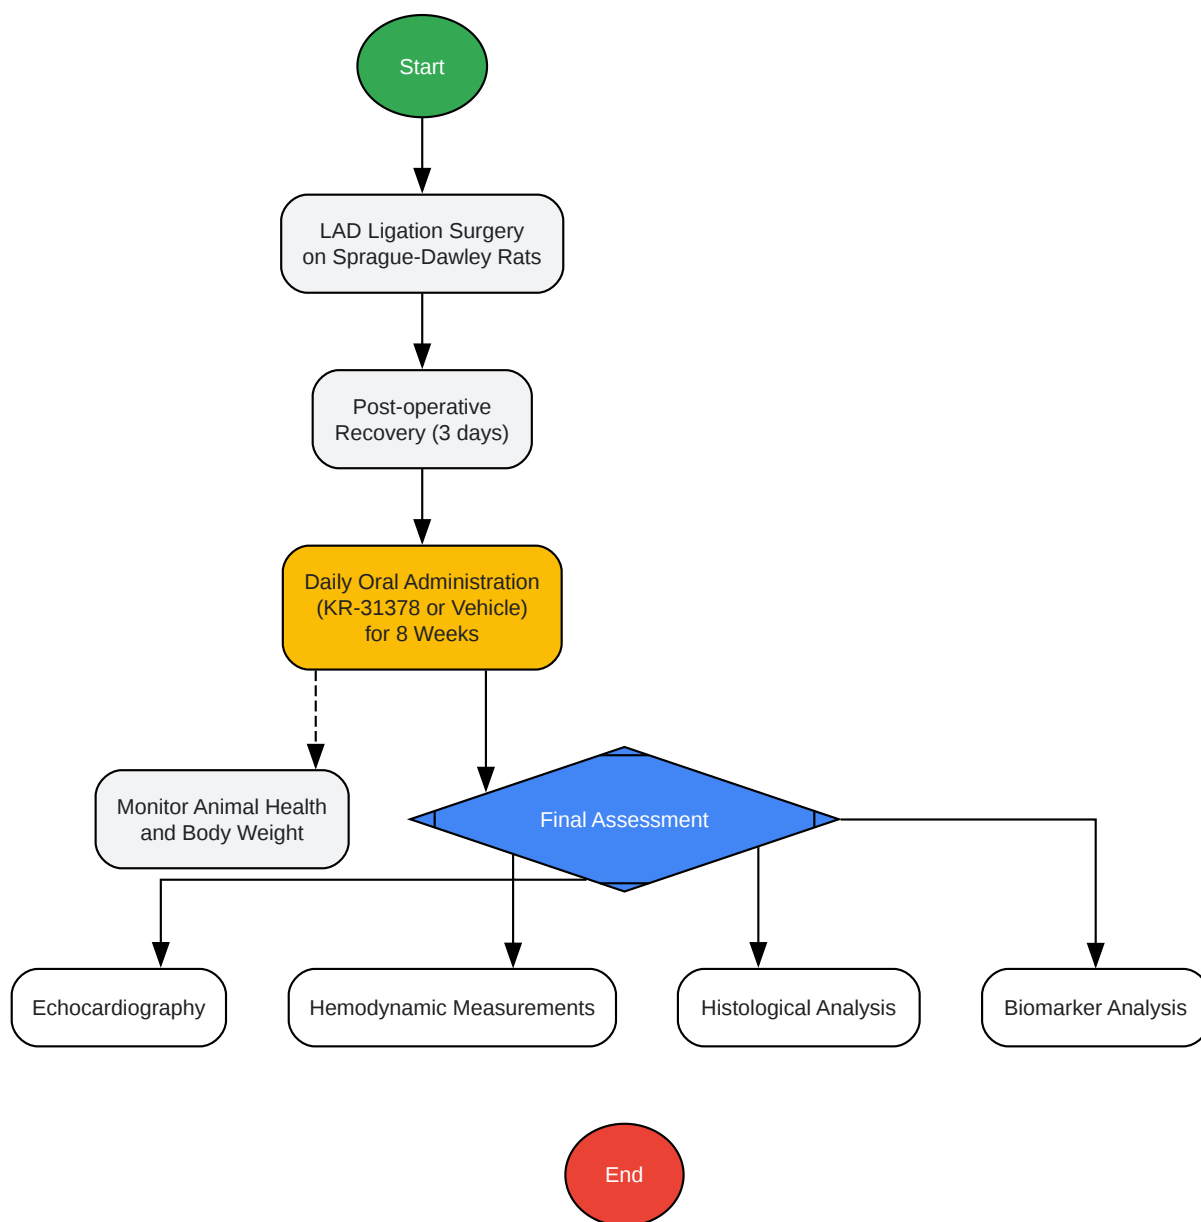 Start
LAD Ligation Surgery
on Sprague-Dawley Rats
Post-operative
Recovery (3 days)
Daily Oral Administration
(KR-31378 or Vehicle)
for 8 Weeks
Monitor Animal Health
and Body Weight
Final Assessment
Echocardiography
Hemodynamic Measurements
Histological Analysis
Biomarker Analysis
End